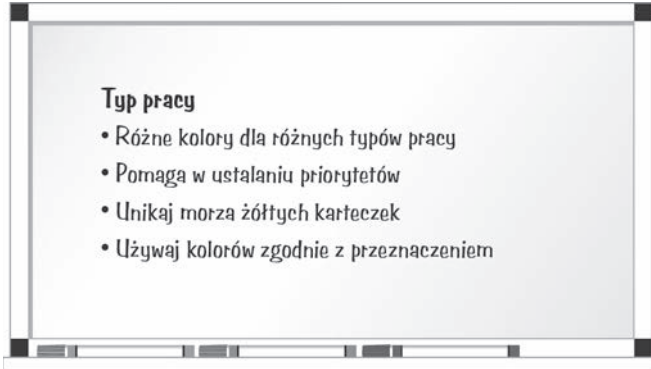 Typ pracy
• Różne kolory dla różnych typów pracy
• Pomaga w ustalaniu priorytetów
• Unikaj morza żółtych karteczek
• Używaj kolorów zgodnie z przeznaczeniem